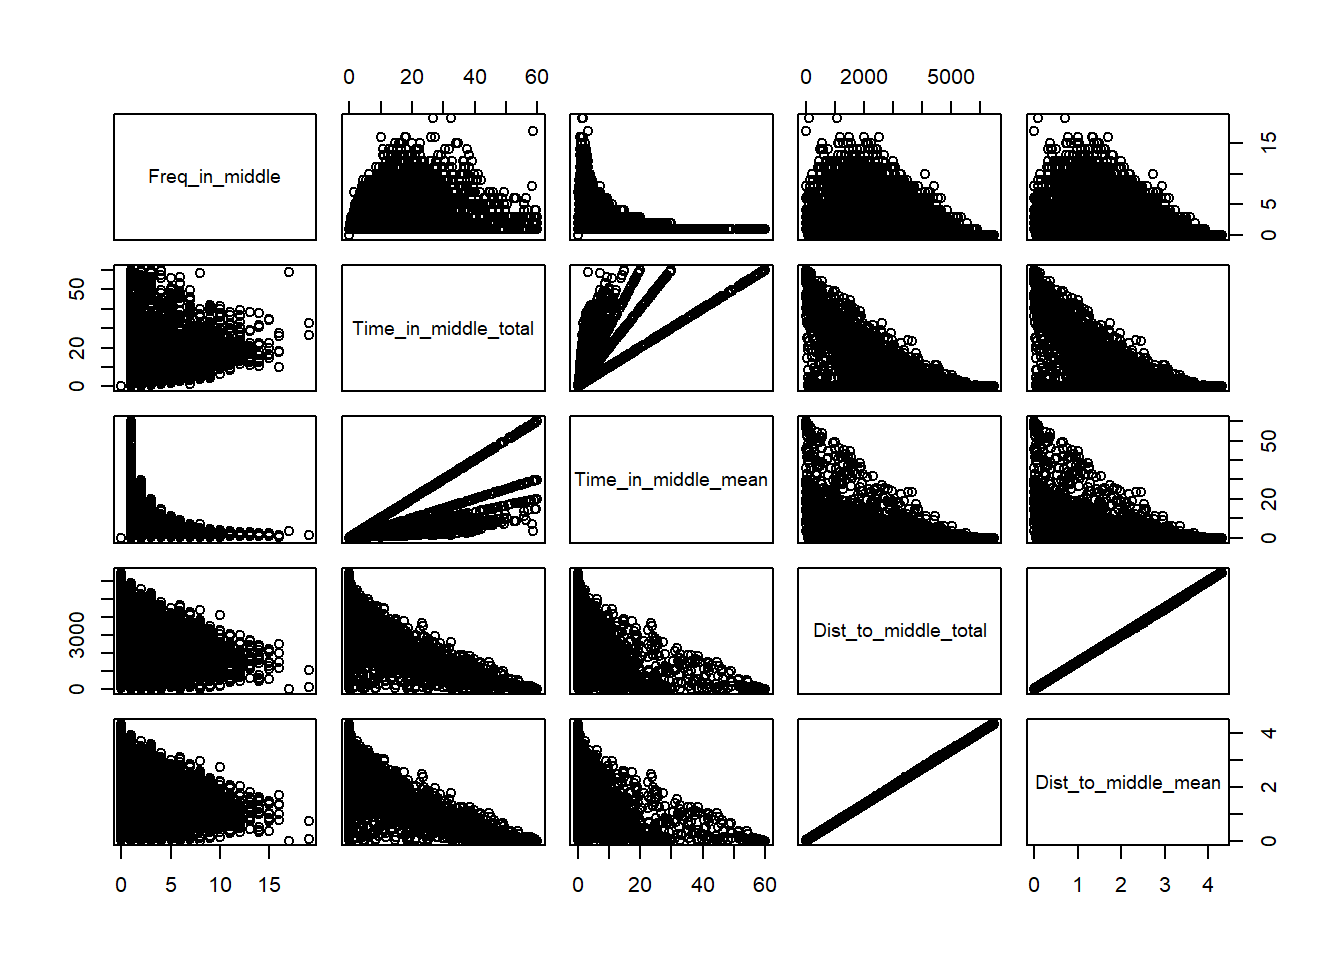 0 20 40 60 0 2000 5000
Freq_in_middle
0 5 15
0 20 50
Time_in_middle_total
Time_in_middle_mean
0 20 50
0 3000
Dist_to_middle_total
Dist_to_middle_mean
0 2 4
0 5 10 15 0 20 40 60 0 1 2 3 4